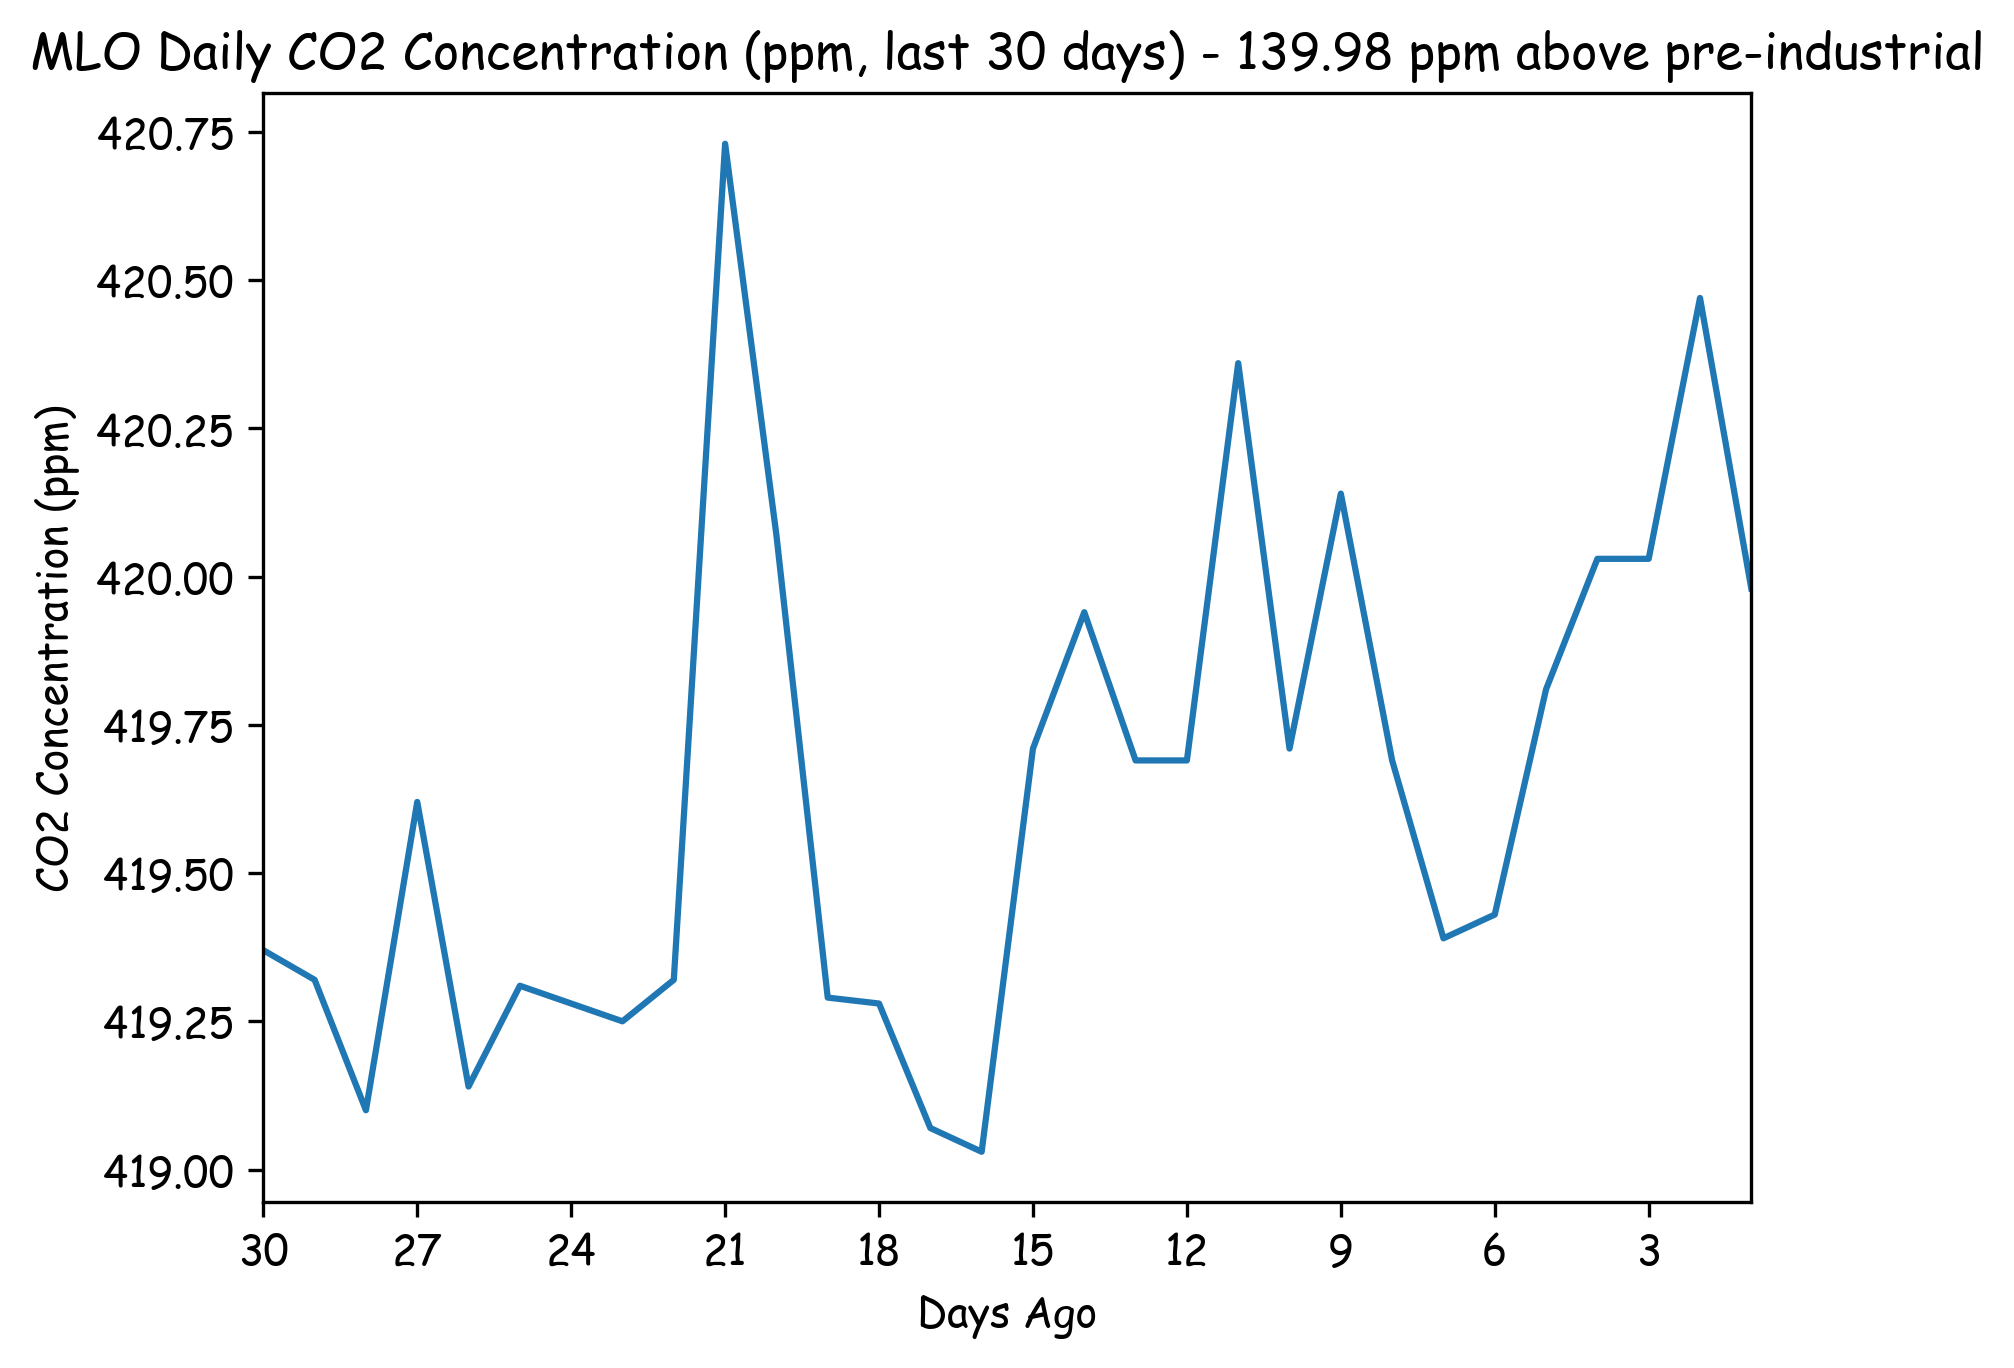 MLO Daily CO2 Concentration (ppm, last 30 days) - 139.98 ppm above pre-industrial
420.75
420.50
420.25
420.00
419.75
419.50
419.25
419.00
CO2 Concentration (ppm)
30 27 24 21 18 15 12 9 6 3
Days Ago